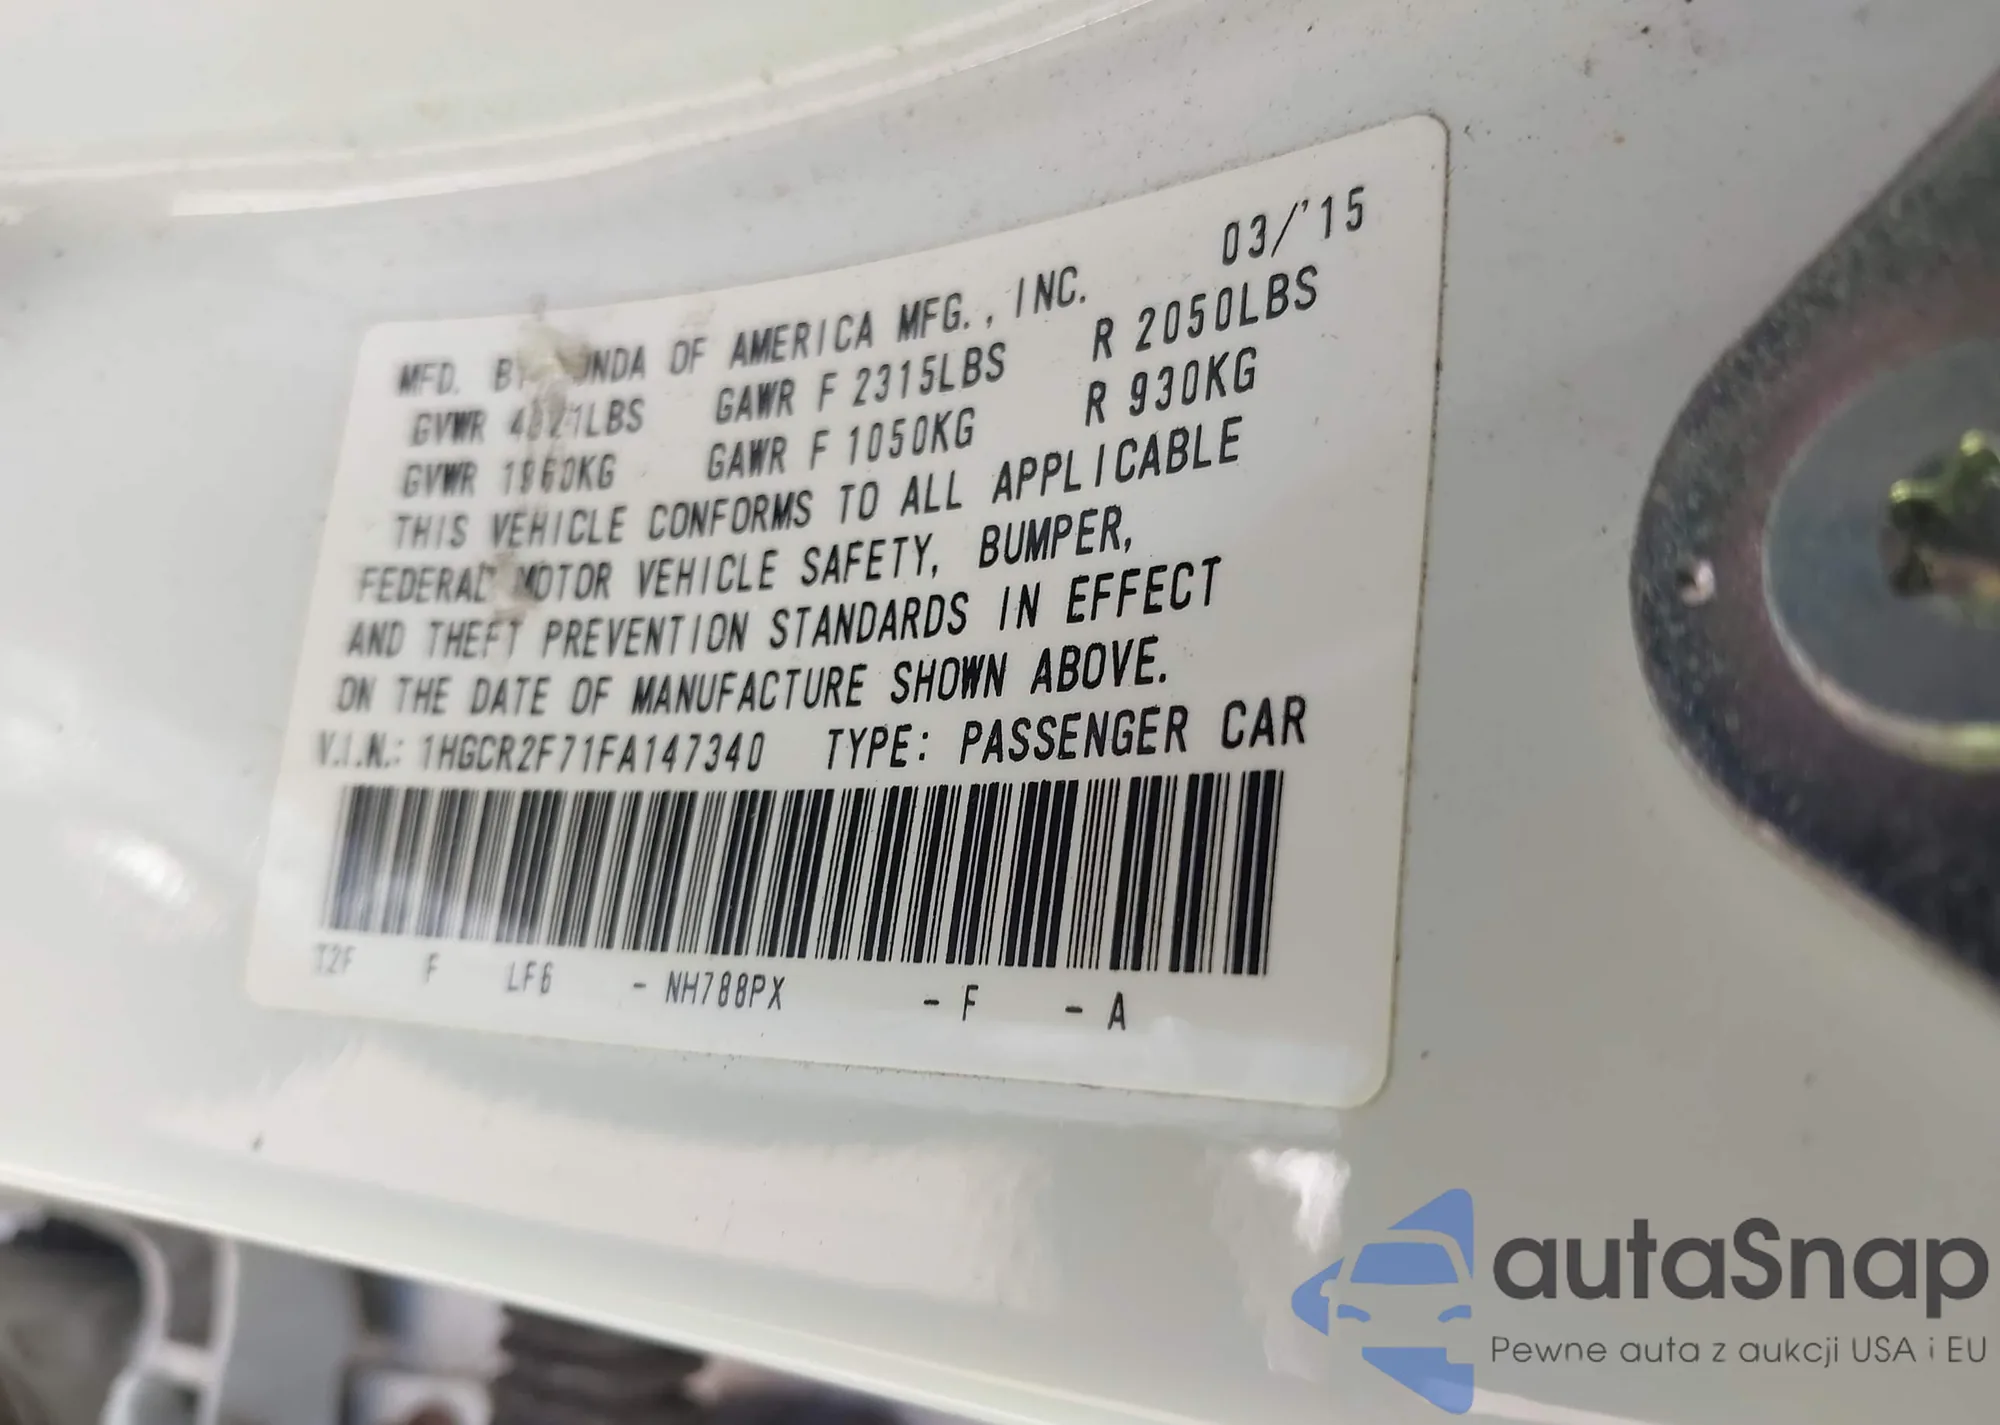 03/'15
MFD. BY HONDA OF AMERICA MFG., INC.
GVWR 4321LBS GAWR F 2315LBS R 2050LBS
GVWR 1960KG GAWR F 1050KG R 930KG
THIS VEHICLE CONFORMS TO ALL APPLICABLE
FEDERAL MOTOR VEHICLE SAFETY, BUMPER,
AND THEFT PREVENTION STANDARDS IN EFFECT
ON THE DATE OF MANUFACTURE SHOWN ABOVE.
V.I.N.: 1HGCR2F71FA147340 TYPE: PASSENGER CAR
T2F F LF6 - NH788PX - F - A
autaSnap
Pewne auta z aukcji USA i EU